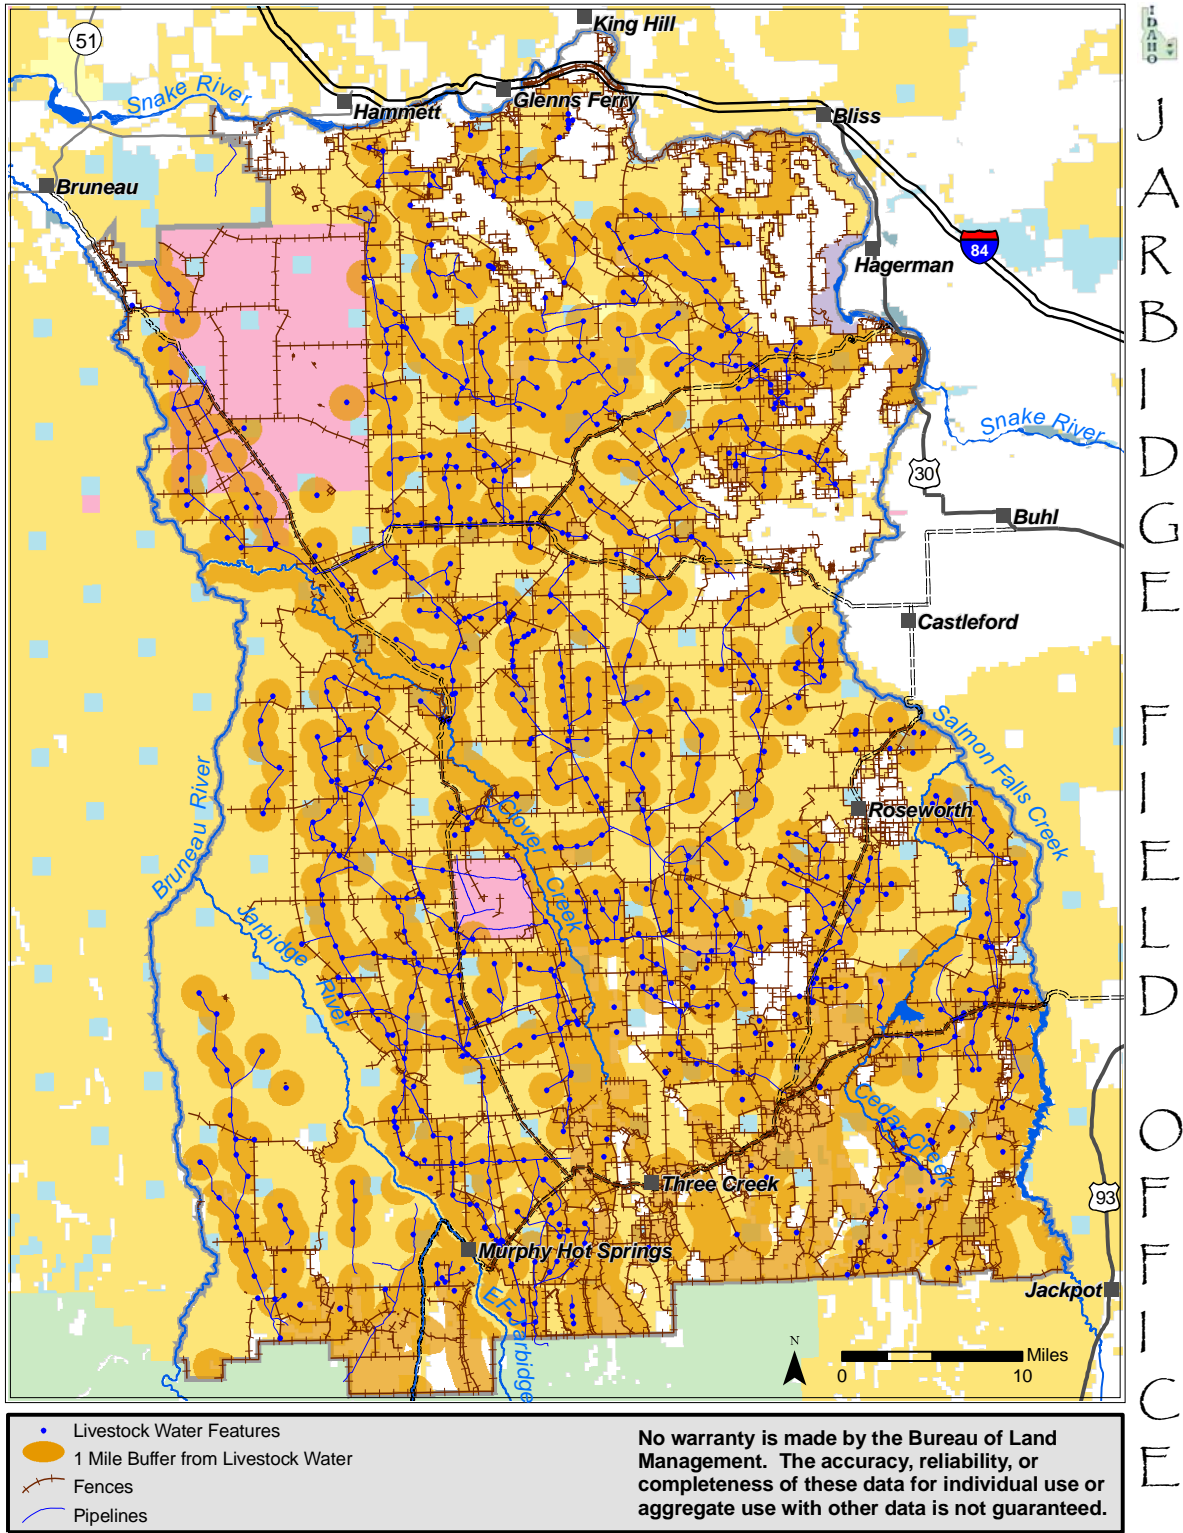 IDAHO
JARBIDGE FIELD OFFICE
51
King Hill
Snake River
Hammett
Glenns Ferry
Bliss
Bruneau
84
Hagerman
Snake River
30
Buhl
Castleford
Salmon Falls Creek
Bruneau River
Roseworth
Clover Creek
Jarbidge River
Cedar Creek
Three Creek
93
Murphy Hot Springs
E.F. Jarbidge
Jackpot
N
Miles
0 10
Livestock Water Features
1 Mile Buffer from Livestock Water
Fences
Pipelines
No warranty is made by the Bureau of Land
Management. The accuracy, reliability, or
completeness of these data for individual use or
aggregate use with other data is not guaranteed.